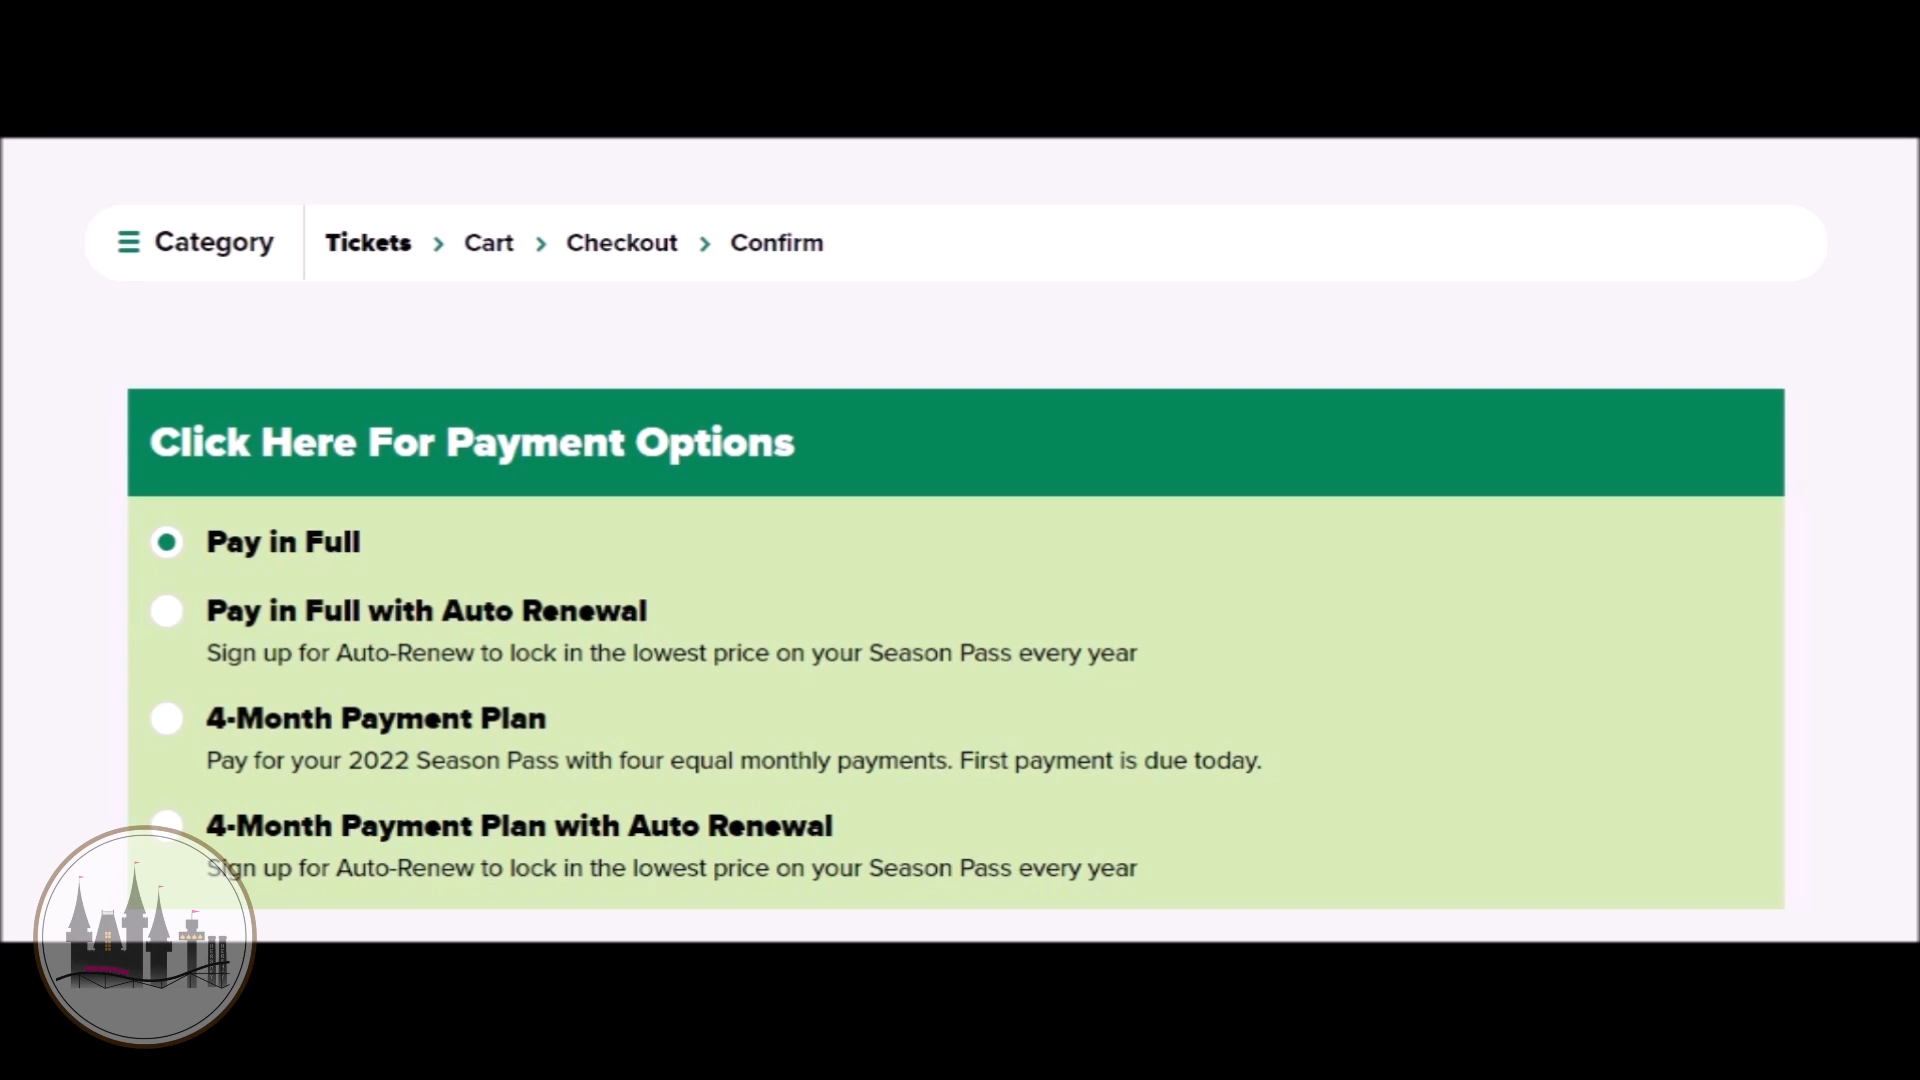 Category
Tickets > Cart > Checkout > Confirm
Click Here For Payment Options
Pay in Full
Pay in Full with Auto Renewal
Sign up for Auto-Renew to lock in the lowest price on your Season Pass every year
4-Month Payment Plan
Pay for your 2022 Season Pass with four equal monthly payments. First payment is due today.
4-Month Payment Plan with Auto Renewal
Sign up for Auto-Renew to lock in the lowest price on your Season Pass every year